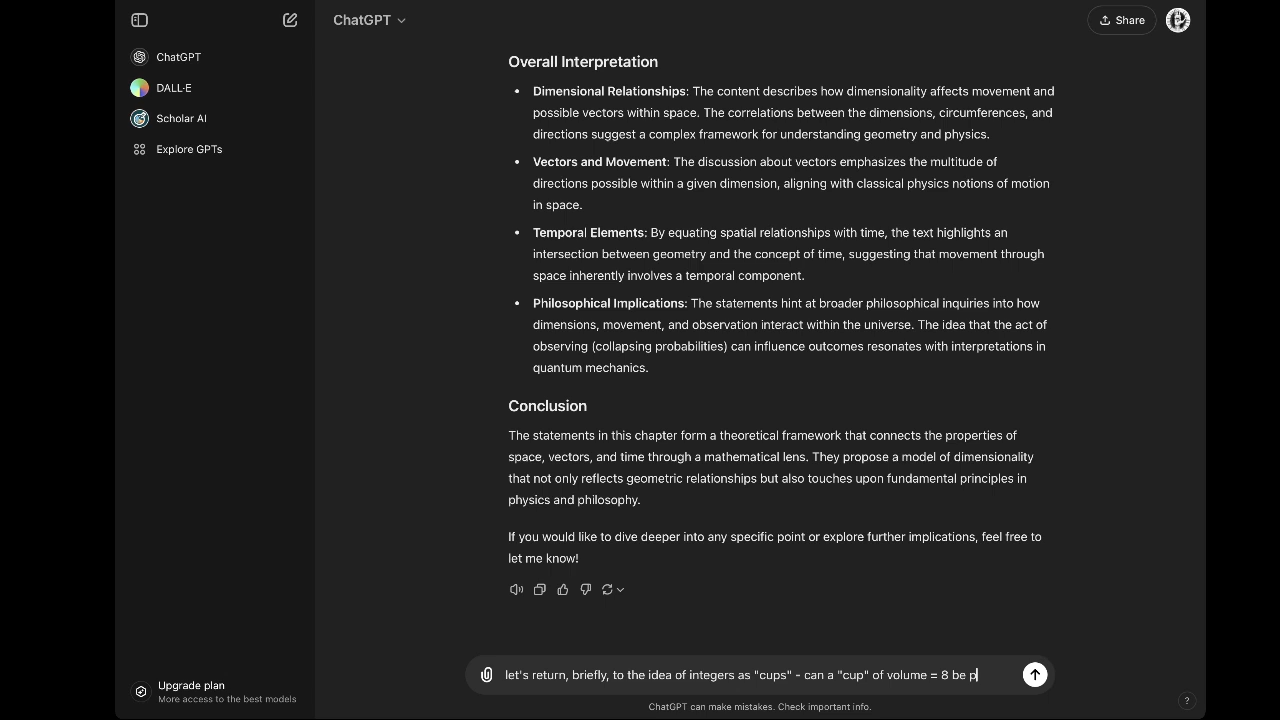 ChatGPT
Share
ChatGPT
DALL·E
Scholar AI
Explore GPTs
Overall Interpretation
• Dimensional Relationships: The content describes how dimensionality affects movement and
possible vectors within space. The correlations between the dimensions, circumferences, and
directions suggest a complex framework for understanding geometry and physics.
• Vectors and Movement: The discussion about vectors emphasizes the multitude of
directions possible within a given dimension, aligning with classical physics notions of motion
in space.
• Temporal Elements: By equating spatial relationships with time, the text highlights an
intersection between geometry and the concept of time, suggesting that movement through
space inherently involves a temporal component.
• Philosophical Implications: The statements hint at broader philosophical inquiries into how
dimensions, movement, and observation interact within the universe. The idea that the act of
observing (collapsing probabilities) can influence outcomes resonates with interpretations in
quantum mechanics.
Conclusion
The statements in this chapter form a theoretical framework that connects the properties of
space, vectors, and time through a mathematical lens. They propose a model of dimensionality
that not only reflects geometric relationships but also touches upon fundamental principles in
physics and philosophy.
If you would like to dive deeper into any specific point or explore further implications, feel free to
let me know!
let's return, briefly, to the idea of integers as "cups" - can a "cup" of volume = 8 be p
Upgrade plan
More access to the best models
ChatGPT can make mistakes. Check important info.
?